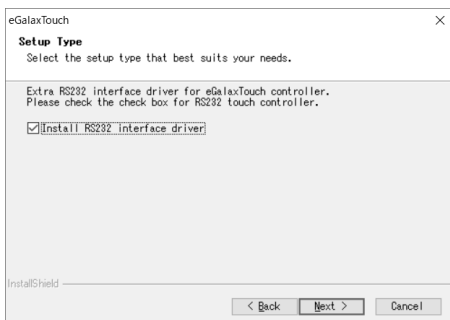 eGalaxTouch
Setup Type
Select the setup type that best suits your needs.
Extra RS232 interface driver for eGalaxTouch controller.
Please check the check box for RS232 touch controller.
Install RS232 interface driver
InstallShield
< Back Next > Cancel